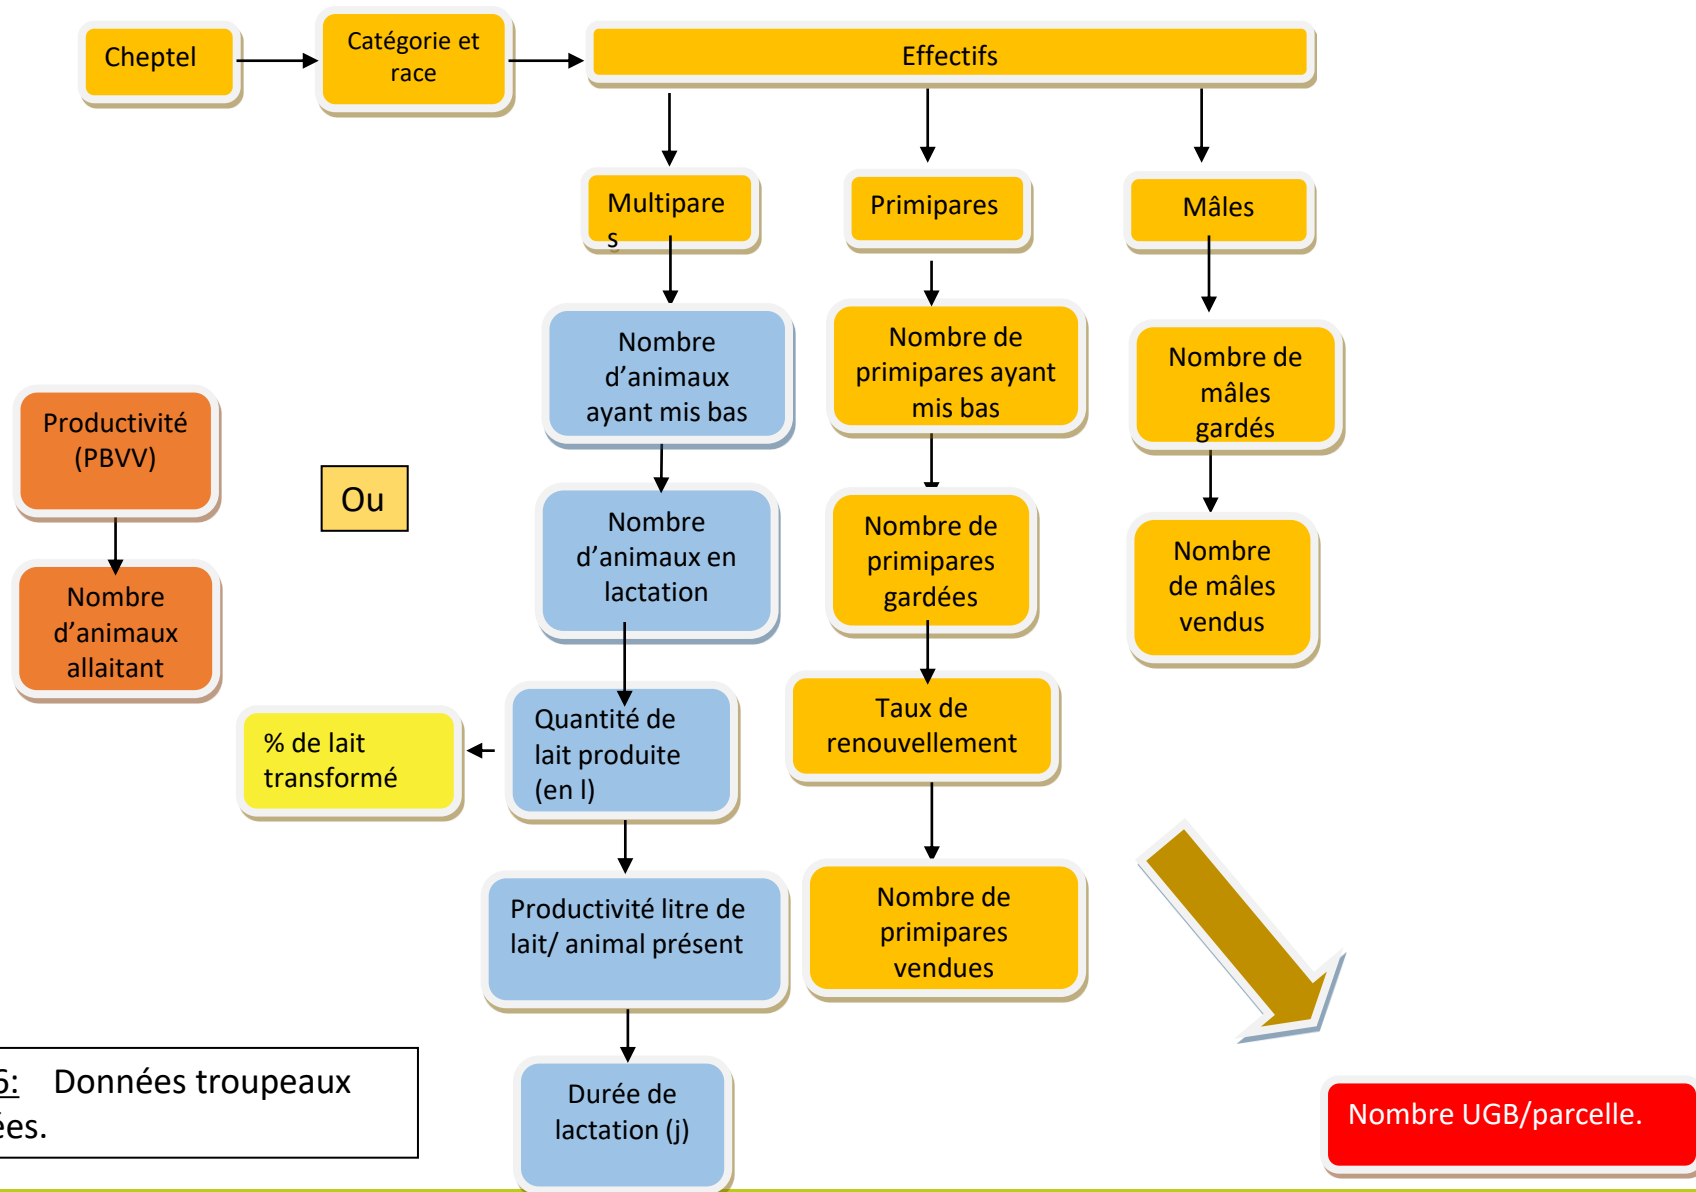 Cheptel
Catégorie et
race
Effectifs
Multipare
s
Primipares
Mâles
Nombre
d’animaux
ayant mis bas
Nombre de
primipares ayant
mis bas
Nombre de
mâles
gardés
Productivité
(PBVV)
Ou
Nombre
d’animaux en
lactation
Nombre de
primipares
gardées
Nombre
de mâles
vendus
Nombre
d’animaux
allaitant
% de lait
transformé
Quantité de
lait produite
(en l)
Taux de
renouvellement
Productivité litre de
lait/ animal présent
Nombre de
primipares
vendues
6: Données troupeaux
ées.
Durée de
lactation (j)
Nombre UGB/parcelle.